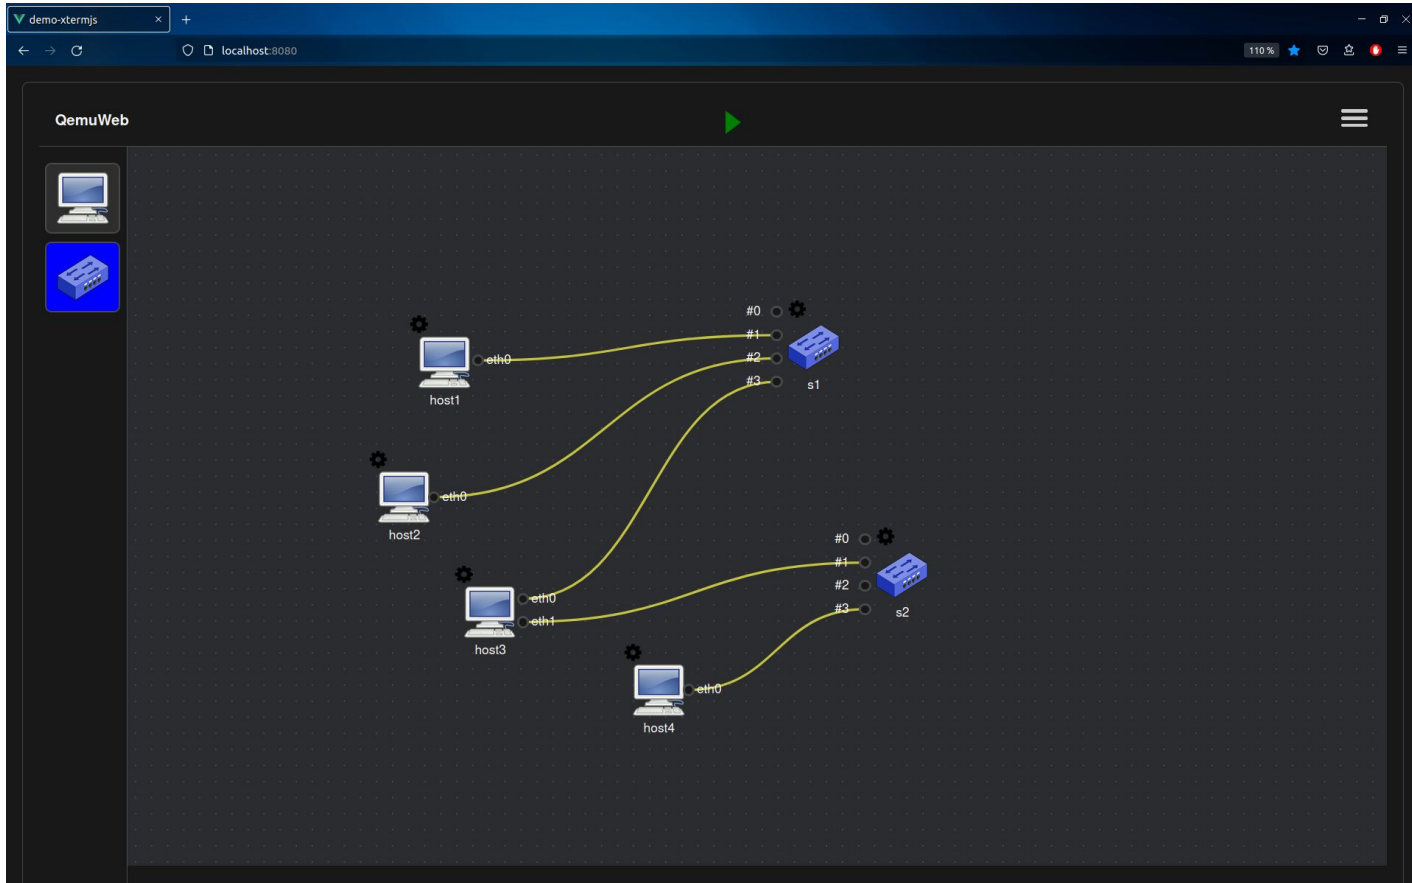 demo-xtermjs
localhost:8080
110 %
QemuWeb
#0
#1
eth0
#2
#3
s1
host1
eth0
host2
#0
#1
#2
eth0
#3
s2
eth1
host3
eth0
host4